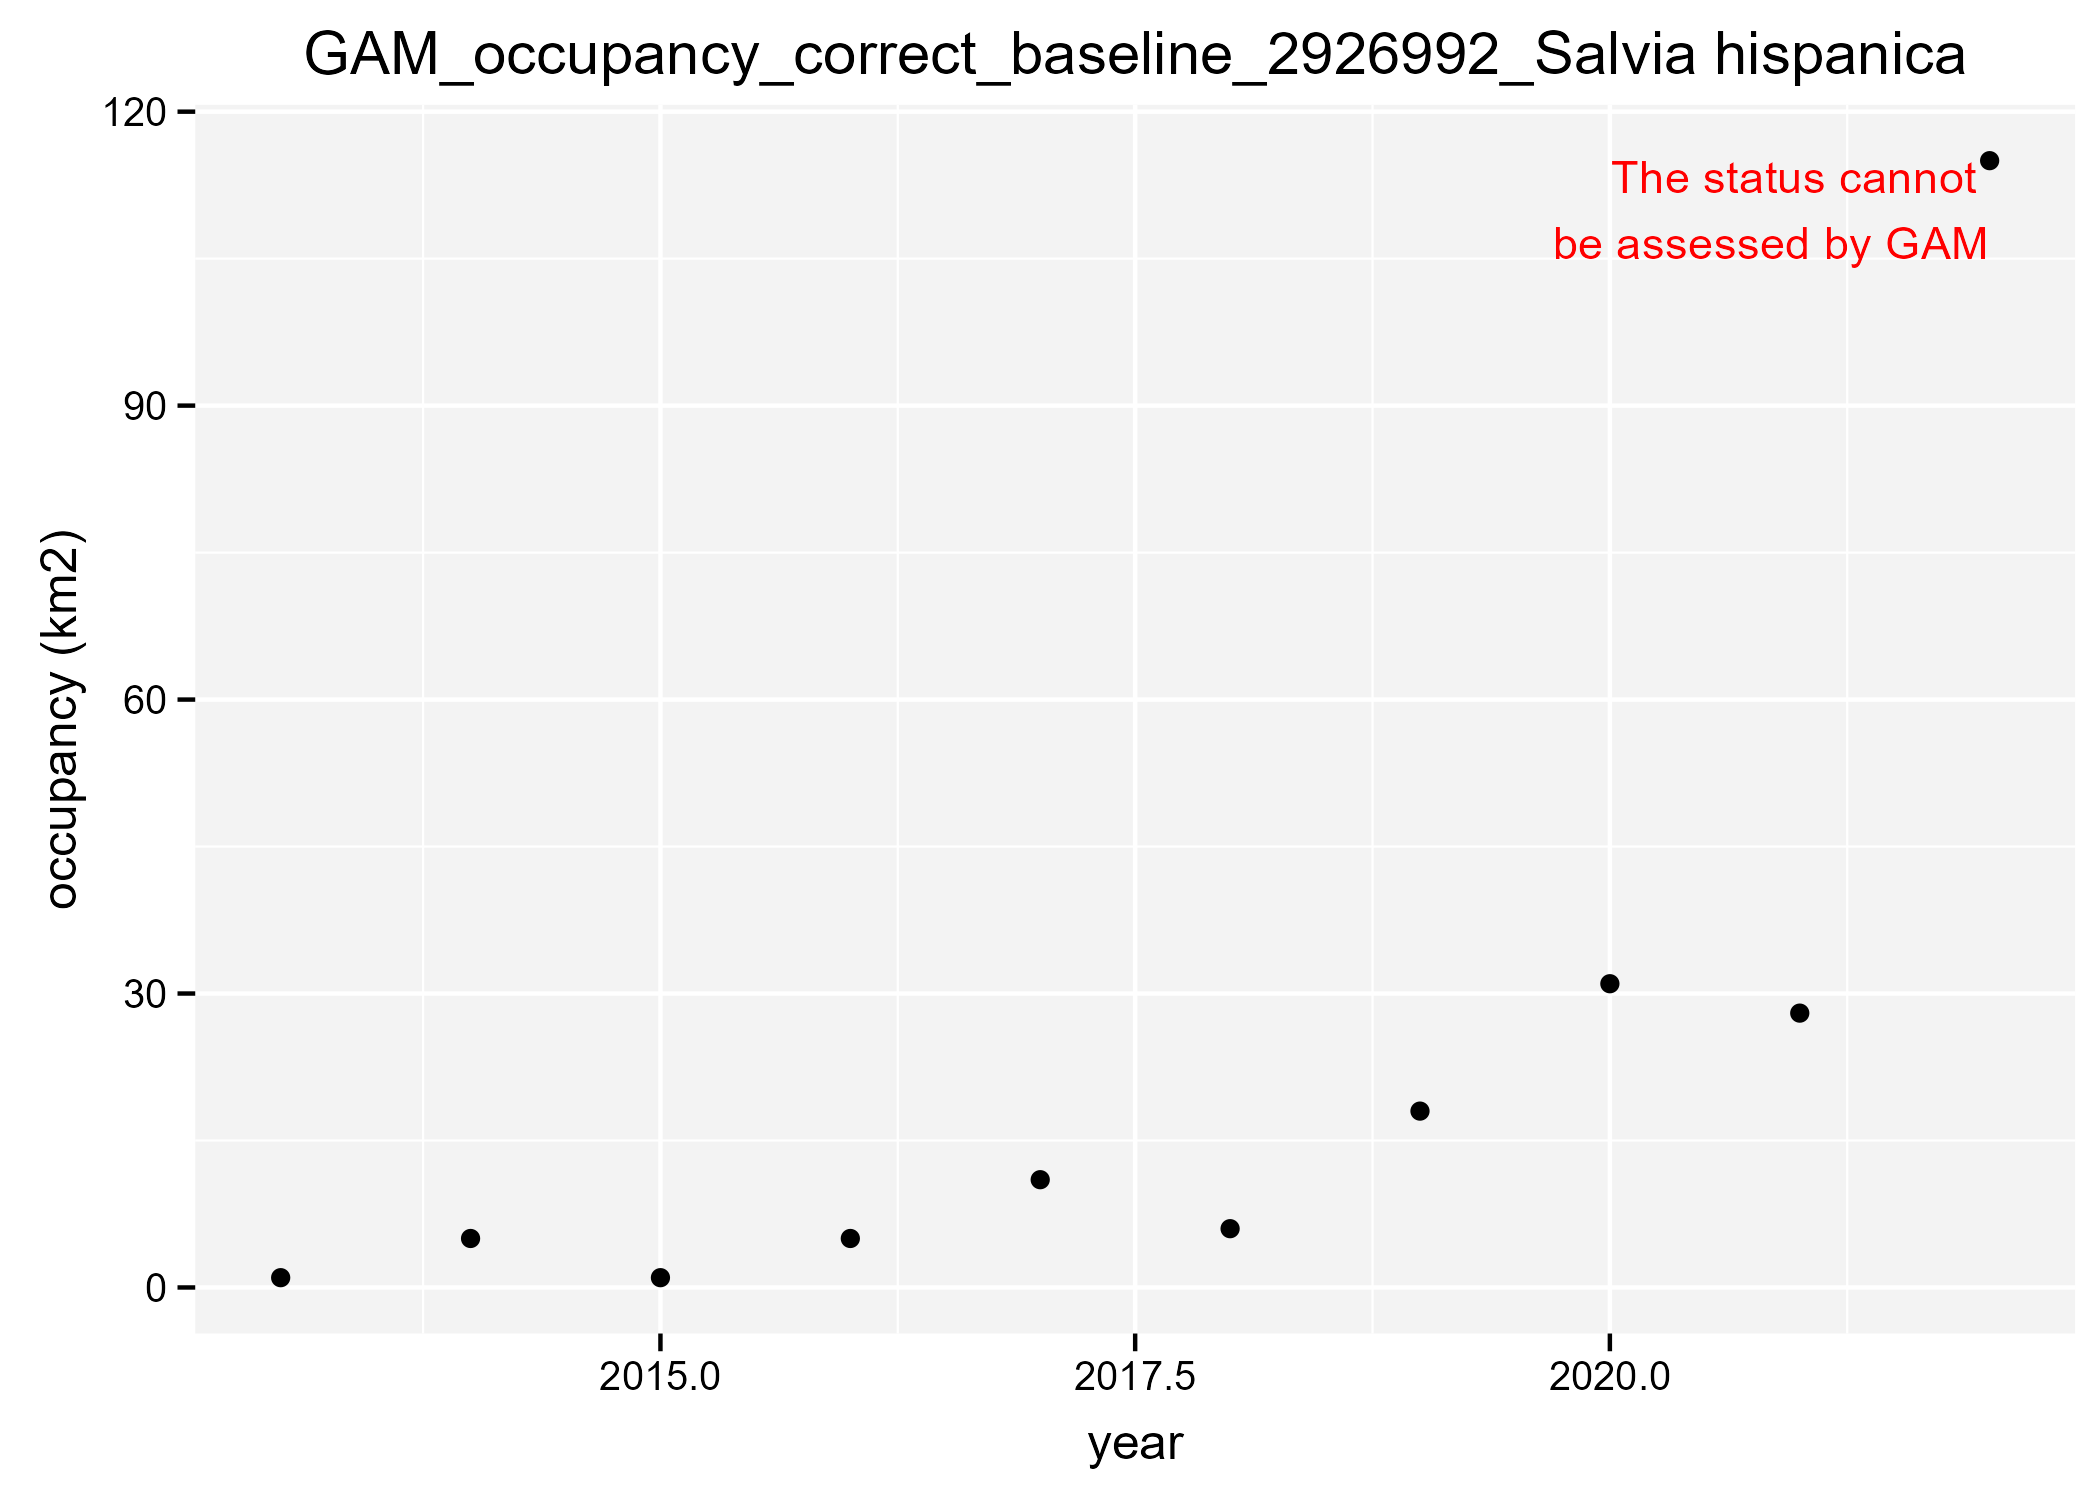 GAM_occupancy_correct_baseline_2926992_Salvia hispanica
120
The status cannot
be assessed by GAM
90
occupancy (km2)
60
30
0
2015.0 2017.5 2020.0
year